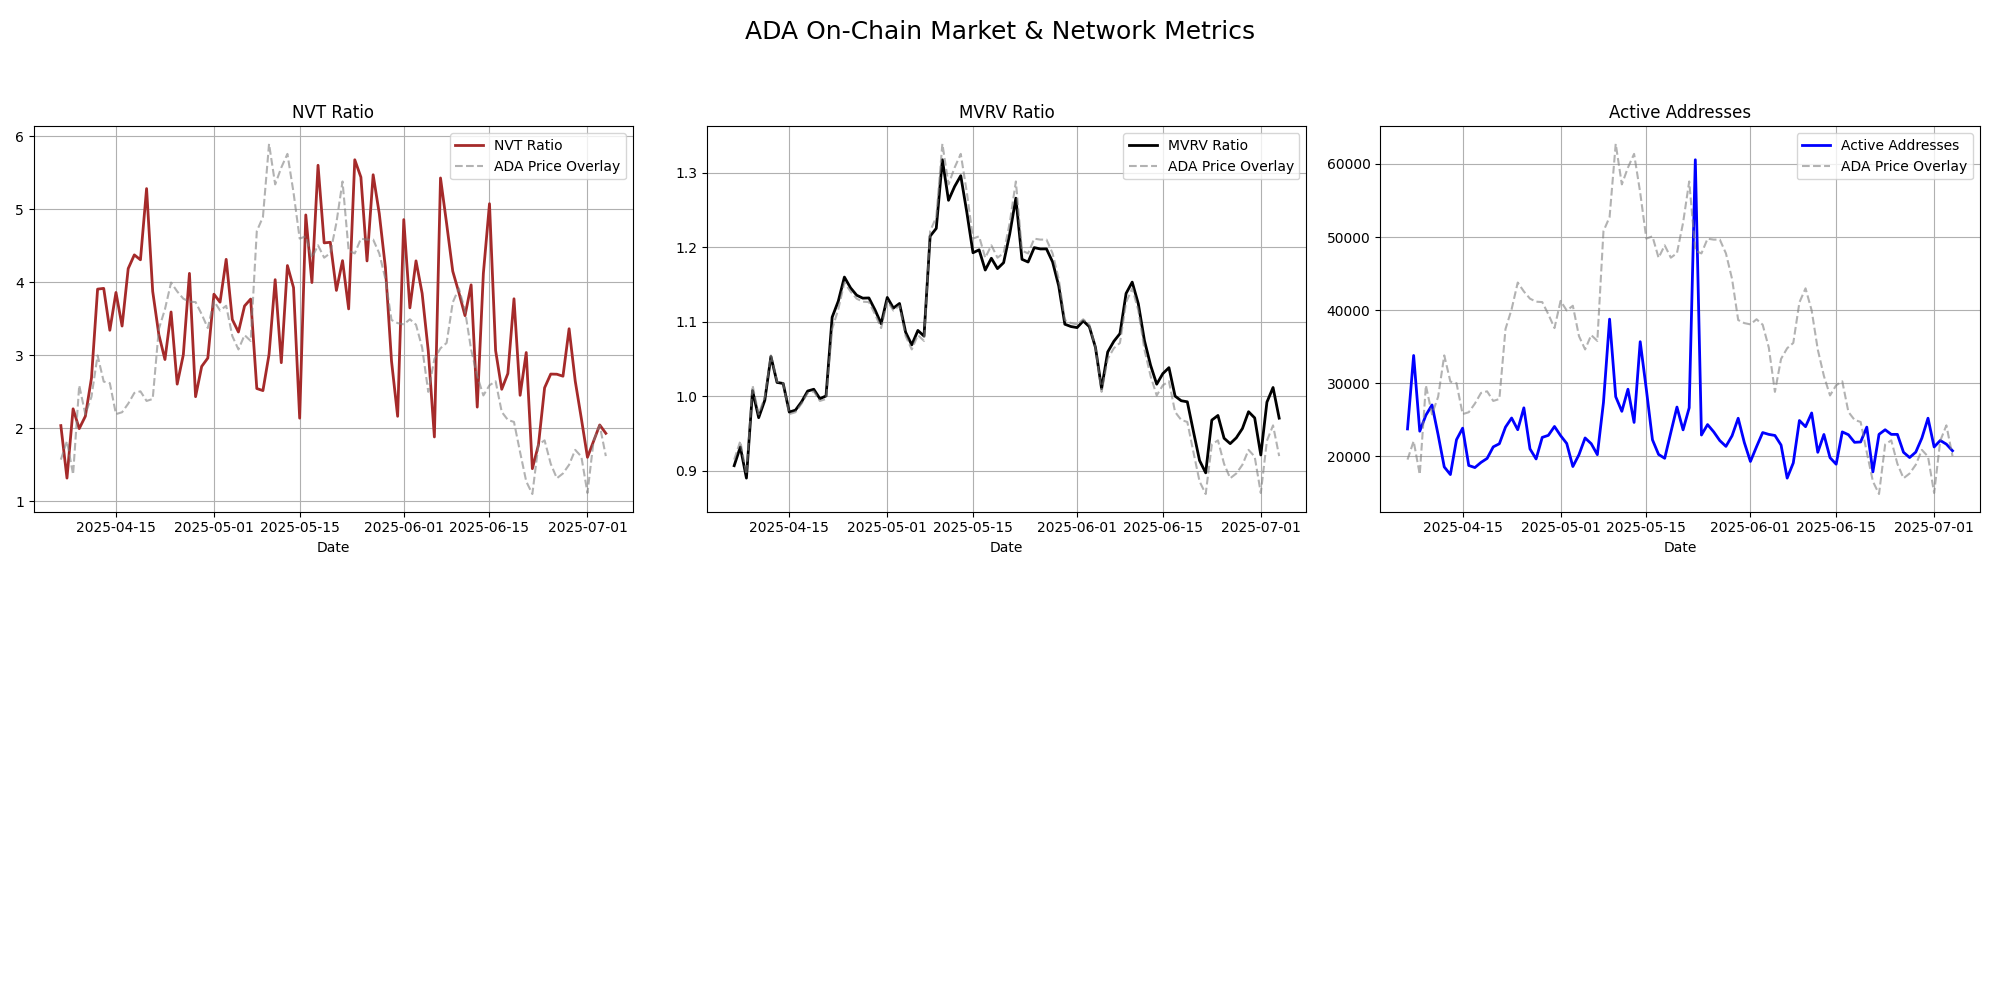 ADA On-Chain Market & Network Metrics
NVT Ratio
6
5
4
3
2
1
NVT Ratio
ADA Price Overlay
2025-04-15
2025-05-01
2025-05-15
2025-06-01
2025-06-15
2025-07-01
Date
MVRV Ratio
1.3
1.2
1.1
1.0
0.9
MVRV Ratio
ADA Price Overlay
2025-04-15
2025-05-01
2025-05-15
2025-06-01
2025-06-15
2025-07-01
Date
Active Addresses
60000
50000
40000
30000
20000
Active Addresses
ADA Price Overlay
2025-04-15
2025-05-01
2025-05-15
2025-06-01
2025-06-15
2025-07-01
Date